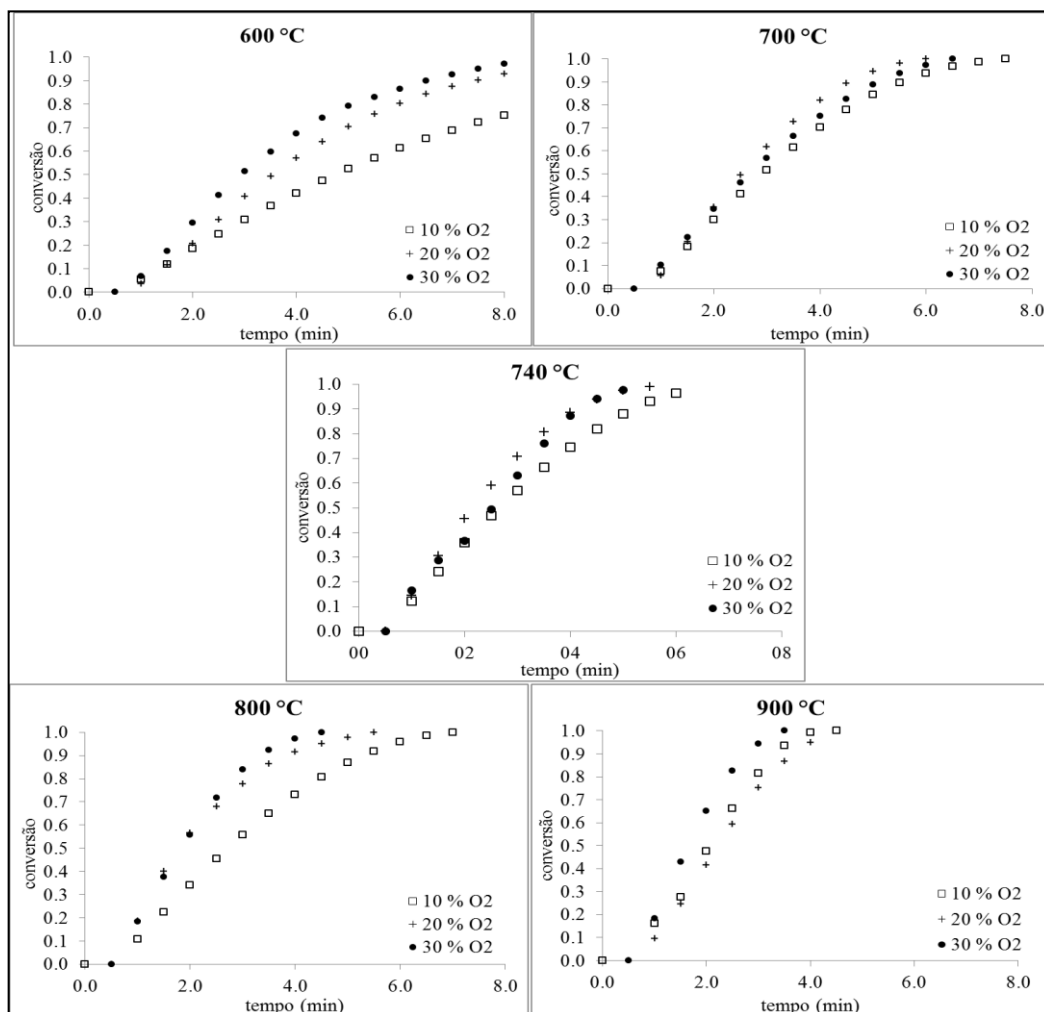 600 °C
1.0
0.9
0.8
0.7
0.6
0.5
0.4
0.3
0.2
0.1
0.0
conversão
0.0 2.0 4.0 6.0 8.0
tempo (min)
10 % O2
20 % O2
30 % O2
700 °C
1.0
0.9
0.8
0.7
0.6
0.5
0.4
0.3
0.2
0.1
0.0
conversão
0.0 2.0 4.0 6.0 8.0
tempo (min)
10 % O2
20 % O2
30 % O2
740 °C
1.0
0.9
0.8
0.7
0.6
0.5
0.4
0.3
0.2
0.1
0.0
conversão
00 02 04 06 08
tempo (min)
10 % O2
20 % O2
30 % O2
800 °C
1.0
0.9
0.8
0.7
0.6
0.5
0.4
0.3
0.2
0.1
0.0
conversão
0.0 2.0 4.0 6.0 8.0
tempo (min)
10 % O2
20 % O2
30 % O2
900 °C
1.0
0.9
0.8
0.7
0.6
0.5
0.4
0.3
0.2
0.1
0.0
conversão
0.0 2.0 4.0 6.0 8.0
tempo (min)
10 % O2
20 % O2
30 % O2